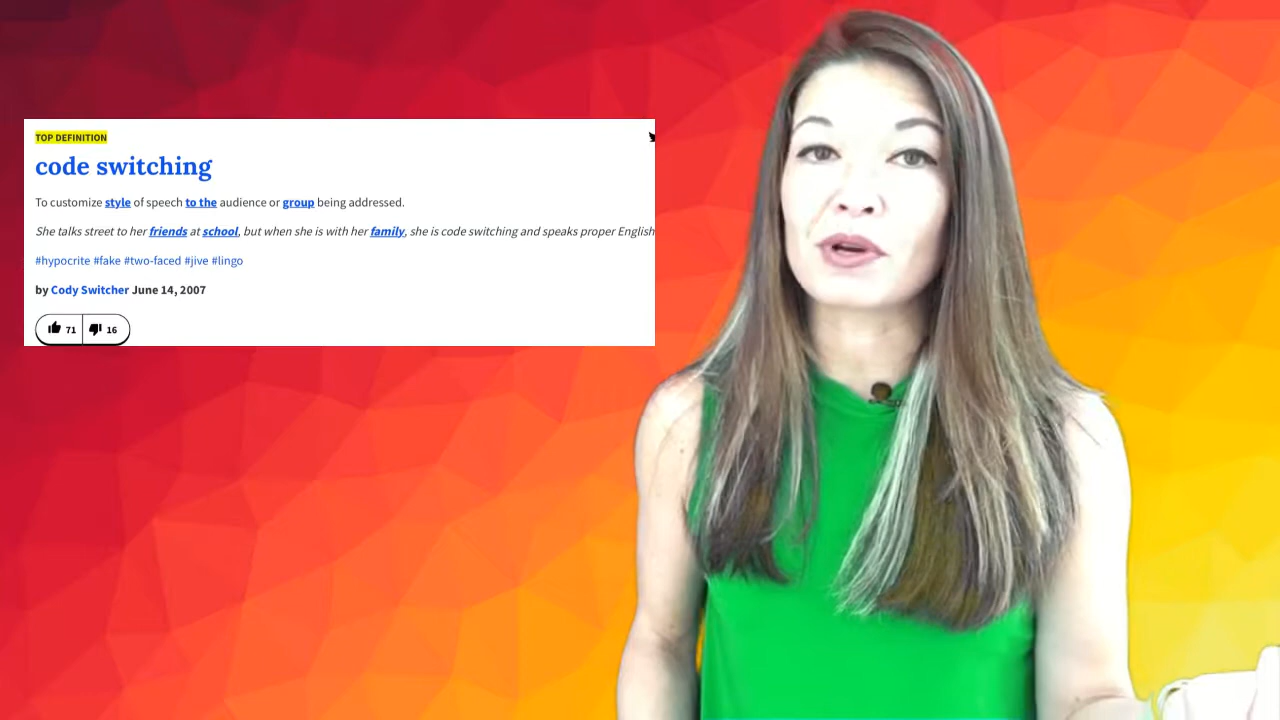 TOP DEFINITION
code switching
To customize style of speech to the audience or group being addressed.
She talks street to her friends at school, but when she is with her family, she is code switching and speaks proper English
#hypocrite #fake #two-faced #jive #lingo
by Cody Switcher June 14, 2007
71 16